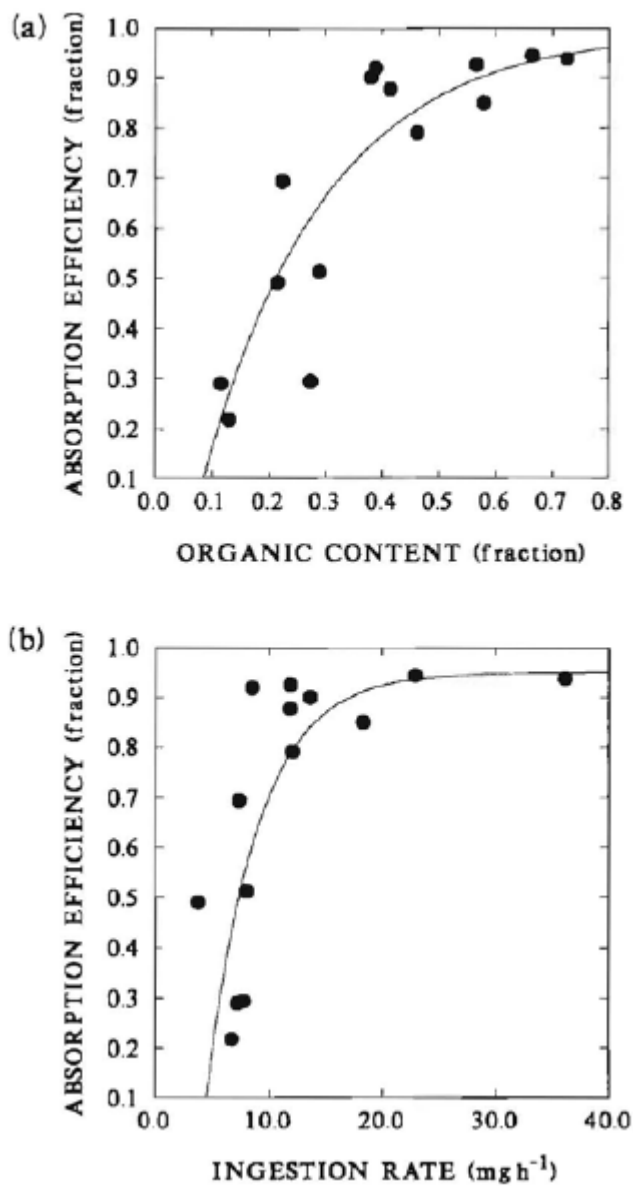 (a)
ABSORPTION EFFICIENCY (fraction)
1.0
0.9
0.8
0.7
0.6
0.5
0.4
0.3
0.2
0.1
0.0 0.1 0.2 0.3 0.4 0.5 0.6 0.7 0.8
ORGANIC CONTENT (fraction)
(b)
ABSORPTION EFFICIENCY (fraction)
1.0
0.9
0.8
0.7
0.6
0.5
0.4
0.3
0.2
0.1
0.0 10.0 20.0 30.0 40.0
INGESTION RATE (mg h⁻¹)